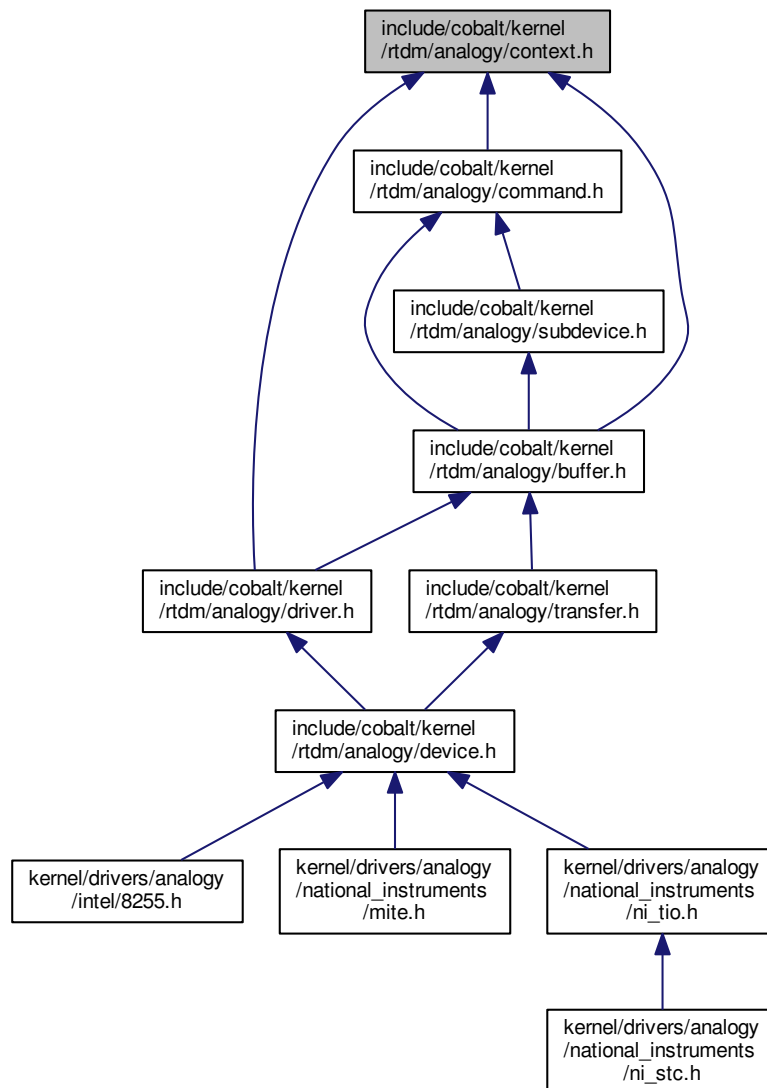 include/cobalt/kernel
/rtdm/analogy/context.h
include/cobalt/kernel
/rtdm/analogy/command.h
include/cobalt/kernel
/rtdm/analogy/subdevice.h
include/cobalt/kernel
/rtdm/analogy/buffer.h
include/cobalt/kernel
/rtdm/analogy/driver.h
include/cobalt/kernel
/rtdm/analogy/transfer.h
include/cobalt/kernel
/rtdm/analogy/device.h
kernel/drivers/analogy
/intel/8255.h
kernel/drivers/analogy
/national_instruments
/mite.h
kernel/drivers/analogy
/national_instruments
/ni_tio.h
kernel/drivers/analogy
/national_instruments
/ni_stc.h